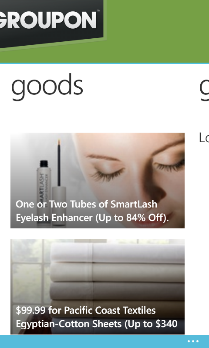 GROUPON
goods
g
Lo
One or Two Tubes of SmartLash
Eyelash Enhancer (Up to 84% Off).
$99.99 for Pacific Coast Textiles
Egyptian-Cotton Sheets (Up to $340